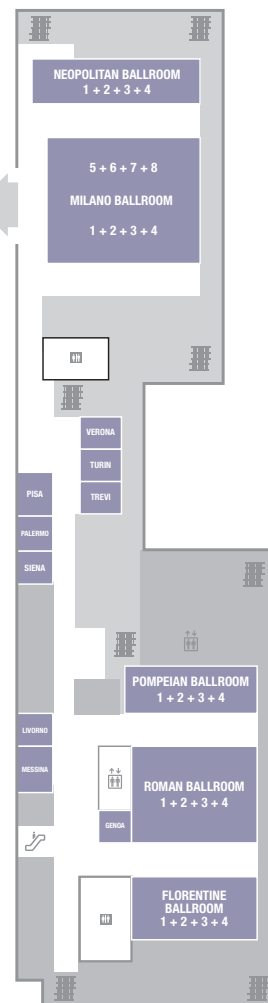 NEOPOLITAN BALLROOM
1 + 2 + 3 + 4
5 + 6 + 7 + 8
MILANO BALLROOM
1 + 2 + 3 + 4
VERONA
TURIN
TREVI
PISA
PALERMO
SIENA
POMPEIAN BALLROOM
1 + 2 + 3 + 4
LIVORNO
MESSINA
ROMAN BALLROOM
1 + 2 + 3 + 4
GENOA
FLORENTINE
BALLROOM
1 + 2 + 3 + 4